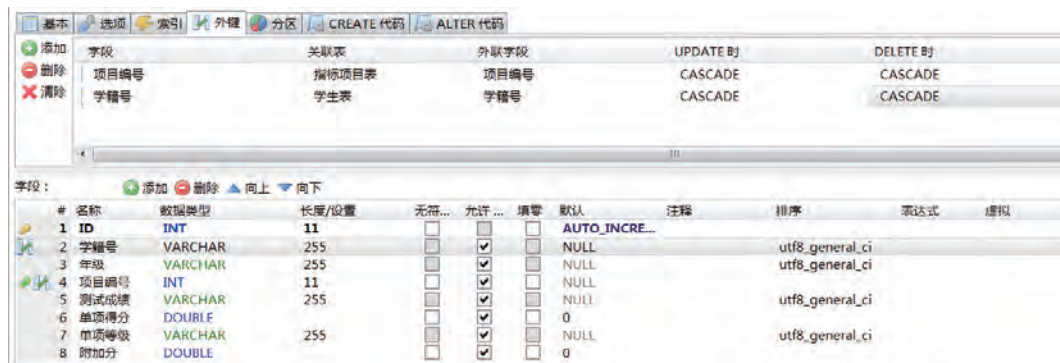 基本 选项 索引 外键 分区 CREATE 代码 ALTER 代码
添加 字段 关联表 外联字段 UPDATE 时 DELETE 时
删除 项目编号 指标项目表 项目编号 CASCADE CASCADE
清除 学籍号 学生表 学籍号 CASCADE CASCADE
字段： 添加 删除 向上 向下
# 名称 数据类型 长度/设置 无符... 允许 ... 填零 默认 注释 排序 表达式 虚拟
1 ID INT 11 AUTO_INCRE...
2 学籍号 VARCHAR 255 NULL utf8_general_ci
3 年级 VARCHAR 255 NULL utf8_general_ci
4 项目编号 INT 11 NULL
5 测试成绩 VARCHAR 255 NULL utf8_general_ci
6 单项得分 DOUBLE 0
7 单项等级 VARCHAR 255 NULL utf8_general_ci
8 附加分 DOUBLE 0